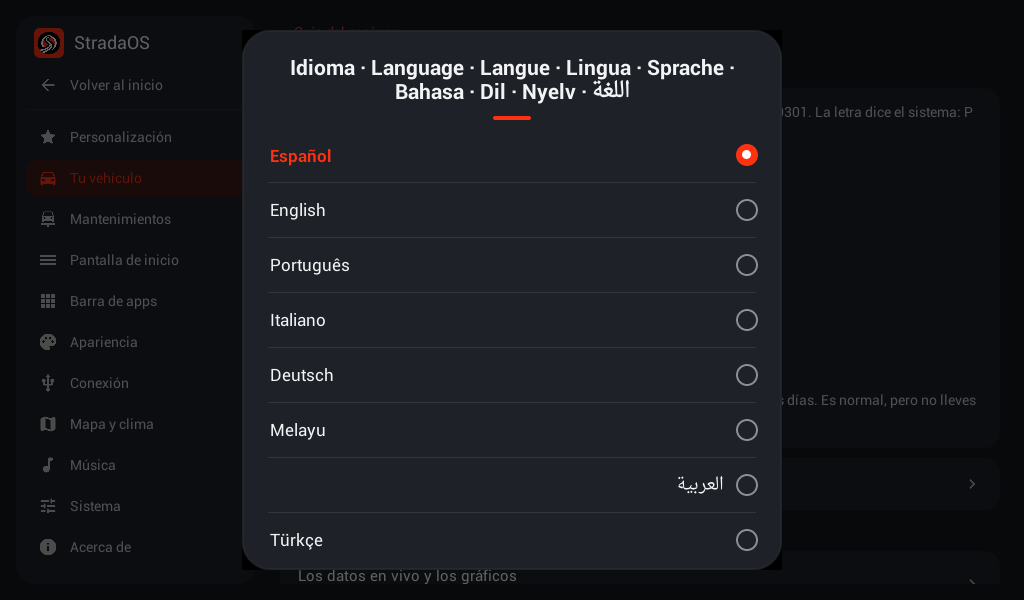 StradaOS
Volver al inicio
Personalización
Tu vehículo
Mantenimientos
Pantalla de inicio
Barra de apps
Apariencia
Conexión
Mapa y clima
Música
Sistema
Acerca de
Idioma · Language · Langue · Lingua · Sprache ·
Bahasa · Dil · Nyelv · اللغة
Español
English
Português
Italiano
Deutsch
Melayu
العربية
Türkçe
0301. La letra dice el sistema: P
días. Es normal, pero no lleves
Los datos en vivo y los gráficos